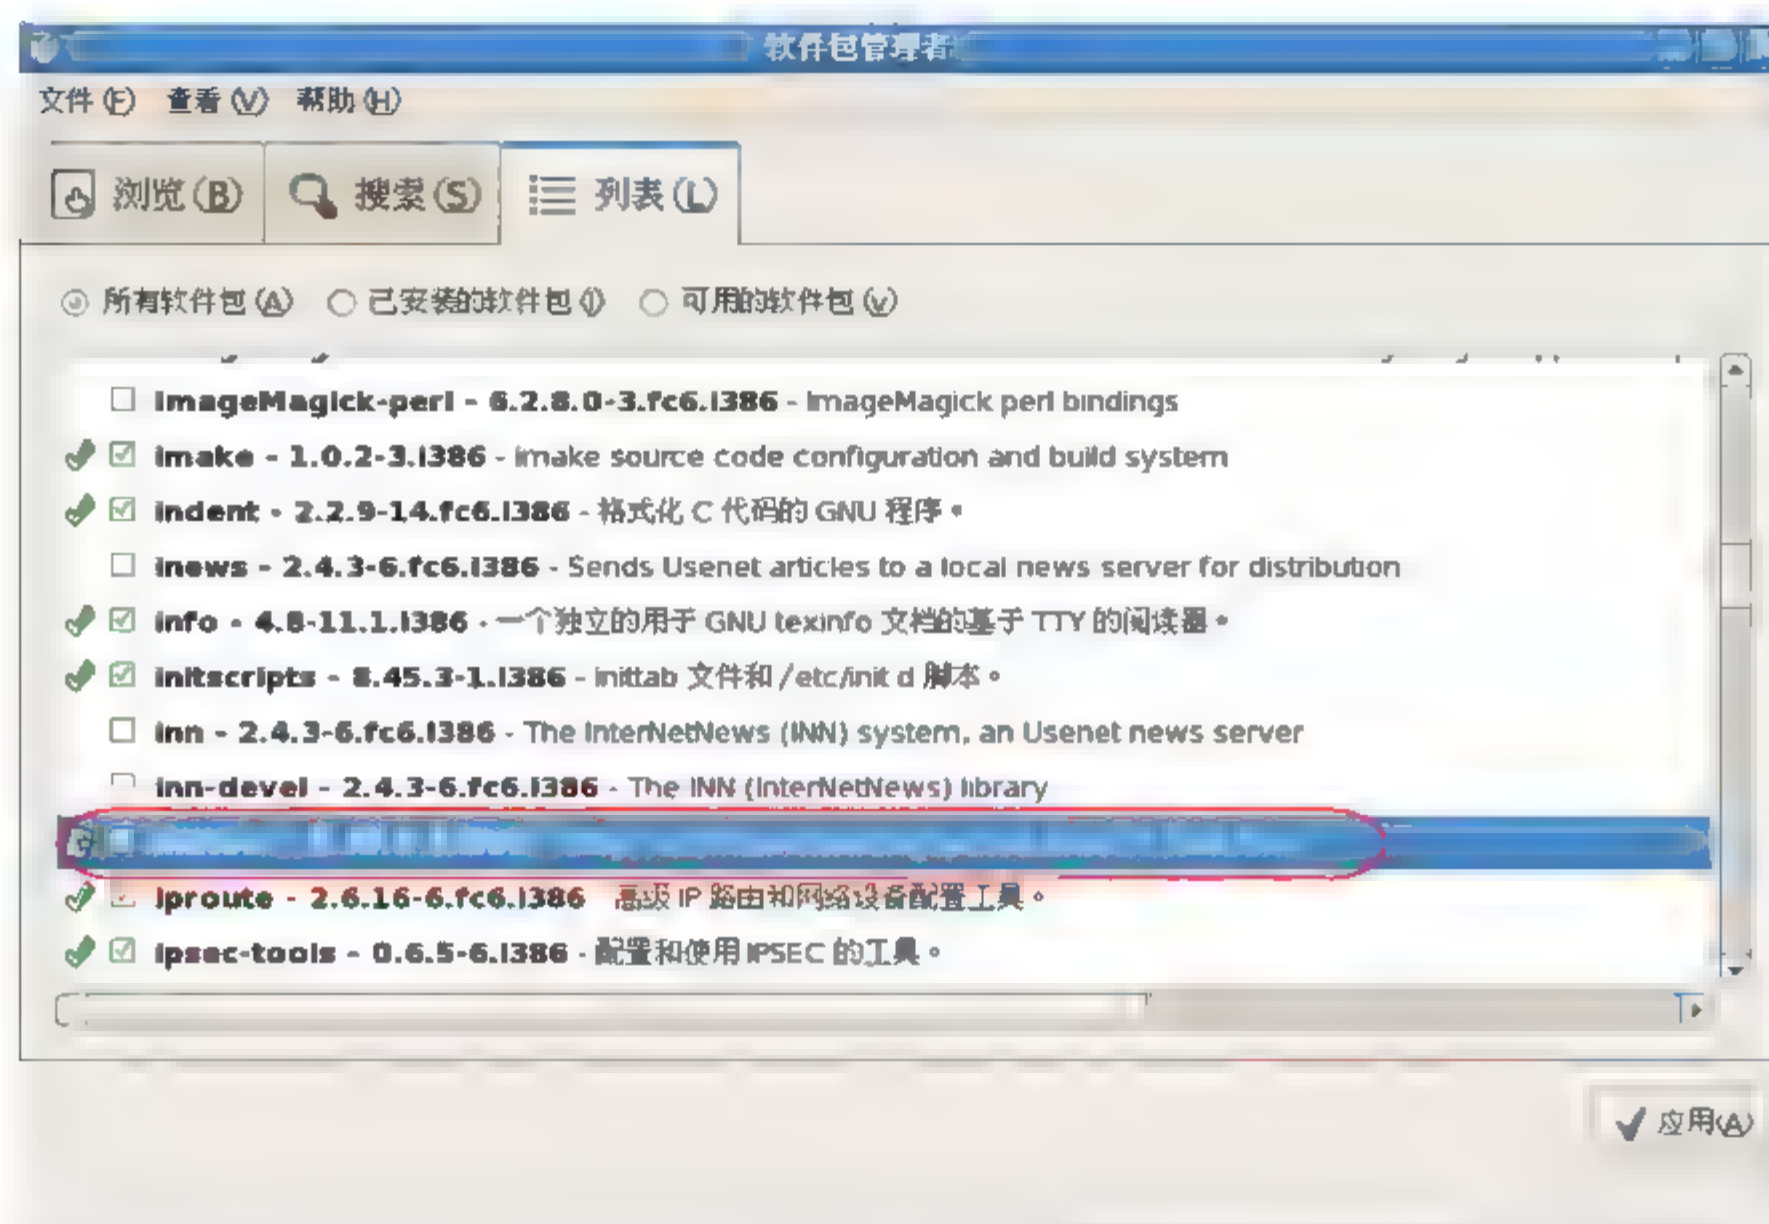 软件包管理者
文件(F) 查看(V) 帮助(H)
浏览(B) 搜索(S) 列表(L)
所有软件包(A) 已安装的软件包(I) 可用的软件包(v)
ImageMagick-perl - 6.2.8.0-3.fc6.i386 - ImageMagick perl bindings
imake - 1.0.2-3.i386 - imake source code configuration and build system
indent - 2.2.9-14.fc6.i386 - 格式化 C 代码的 GNU 程序。
inews - 2.4.3-6.fc6.i386 - Sends Usenet articles to a local news server for distribution
info - 4.8-11.1.i386 - 一个独立的用于 GNU texinfo 文档的基于 TTY 的阅读器。
initscripts - 8.45.3-1.i386 - inittab 文件和 /etc/init.d 脚本。
inn - 2.4.3-6.fc6.i386 - The InterNetNews (INN) system, an Usenet news server
inn-devel - 2.4.3-6.fc6.i386 - The INN (InterNetNews) library
iproute - 2.6.16-6.fc6.i386 - 高级 IP 路由和网络设备配置工具。
ipsec-tools - 0.6.5-6.i386 - 配置和使用 IPSEC 的工具。
应用(A)